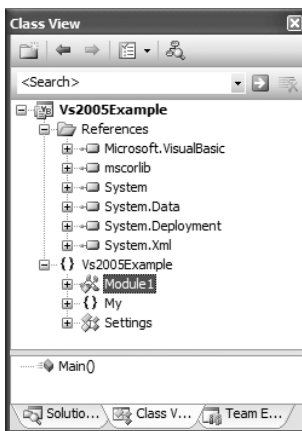 Class View
<Search>
Vs2005Example
References
Microsoft.VisualBasic
mscorlib
System
System.Data
System.Deployment
System.Xml
{} Vs2005Example
Module1
{} My
Settings
Main()
Solutio... Class V... Team E...